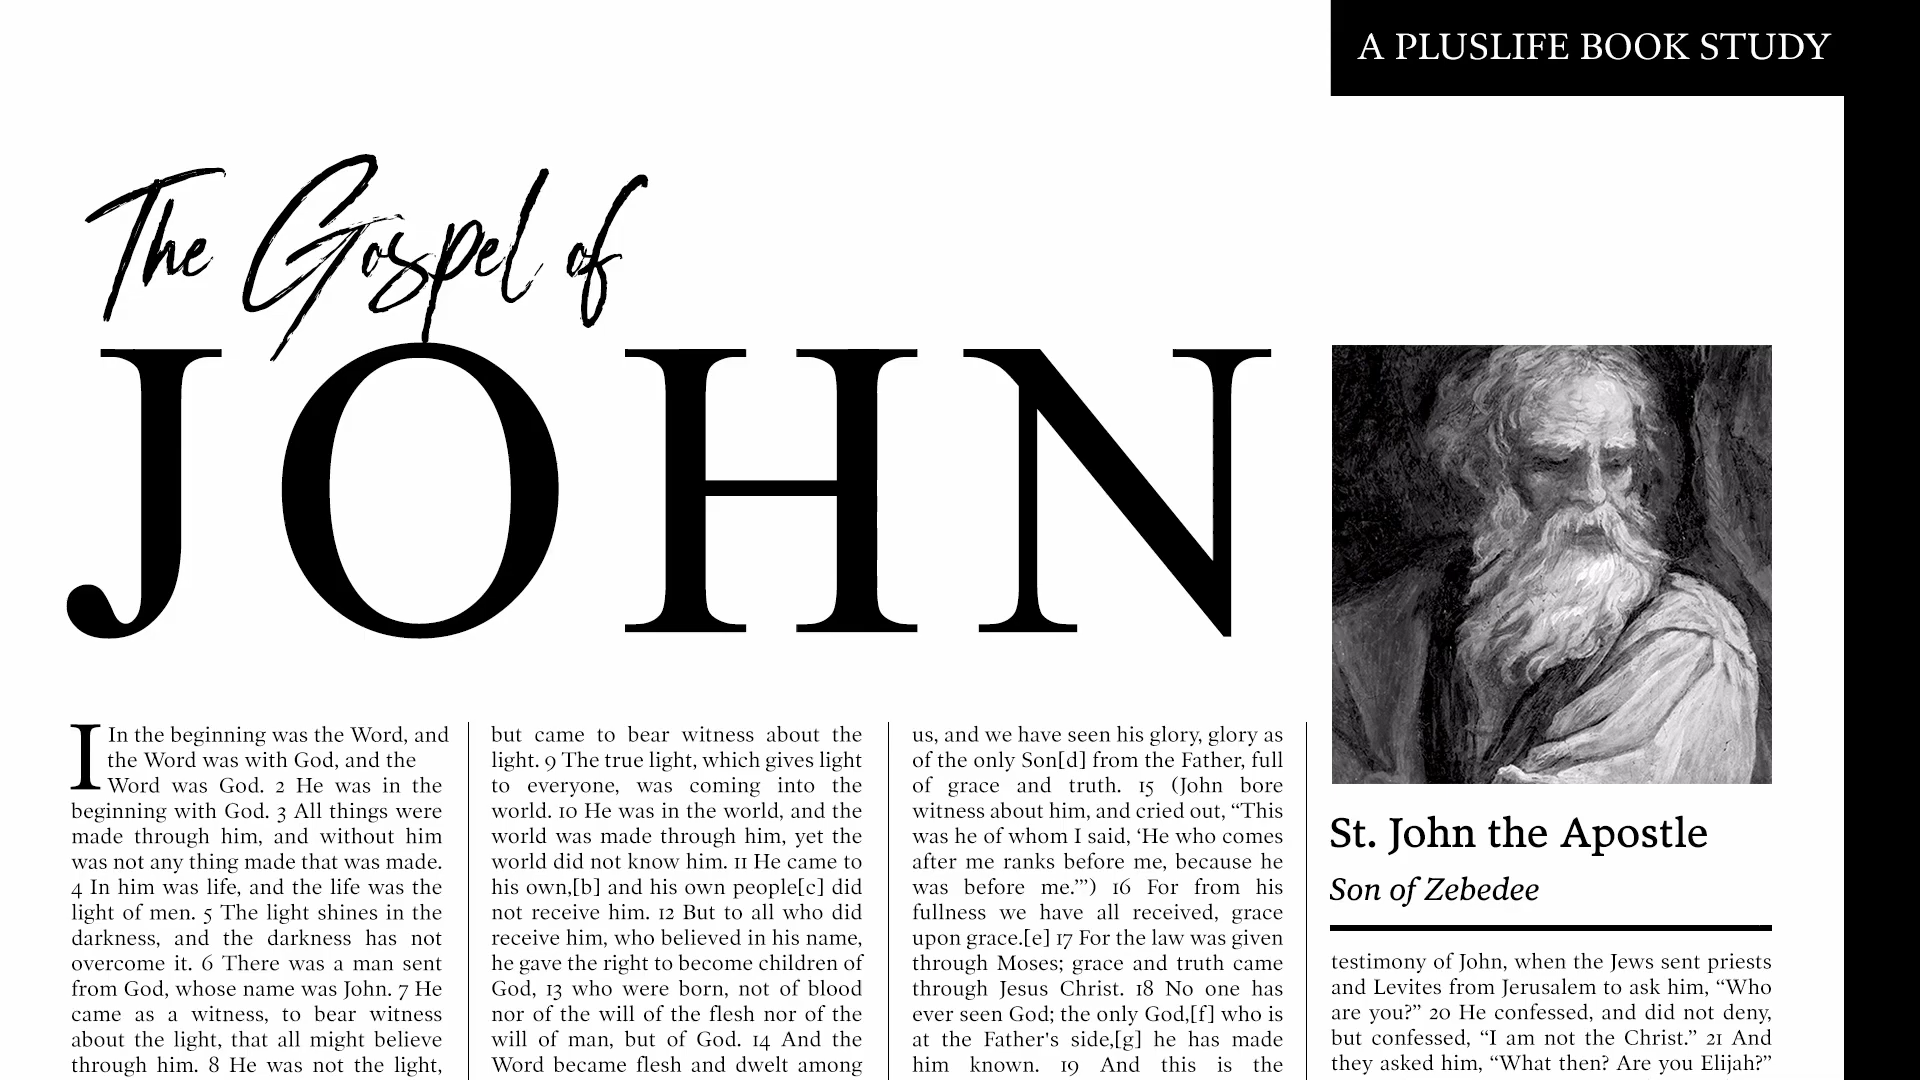 A PLUSLIFE BOOK STUDY
The Gospel of
JOHN
I In the beginning was the Word, and
the Word was with God, and the
Word was God. 2 He was in the
beginning with God. 3 All things were
made through him, and without him
was not any thing made that was made.
4 In him was life, and the life was the
light of men. 5 The light shines in the
darkness, and the darkness has not
overcome it. 6 There was a man sent
from God, whose name was John. 7 He
came as a witness, to bear witness
about the light, that all might believe
through him. 8 He was not the light,
but came to bear witness about the
light. 9 The true light, which gives light
to everyone, was coming into the
world. 10 He was in the world, and the
world was made through him, yet the
world did not know him. 11 He came to
his own,[b] and his own people[c] did
not receive him. 12 But to all who did
receive him, who believed in his name,
he gave the right to become children of
God, 13 who were born, not of blood
nor of the will of the flesh nor of the
will of man, but of God. 14 And the
Word became flesh and dwelt among
us, and we have seen his glory, glory as
of the only Son[d] from the Father, full
of grace and truth. 15 (John bore
witness about him, and cried out, “This
was he of whom I said, ‘He who comes
after me ranks before me, because he
was before me.’”) 16 For from his
fullness we have all received, grace
upon grace.[e] 17 For the law was given
through Moses; grace and truth came
through Jesus Christ. 18 No one has
ever seen God; the only God,[f] who is
at the Father's side,[g] he has made
him known. 19 And this is the
St. John the Apostle
Son of Zebedee
testimony of John, when the Jews sent priests
and Levites from Jerusalem to ask him, “Who
are you?” 20 He confessed, and did not deny,
but confessed, “I am not the Christ.” 21 And
they asked him, “What then? Are you Elijah?”